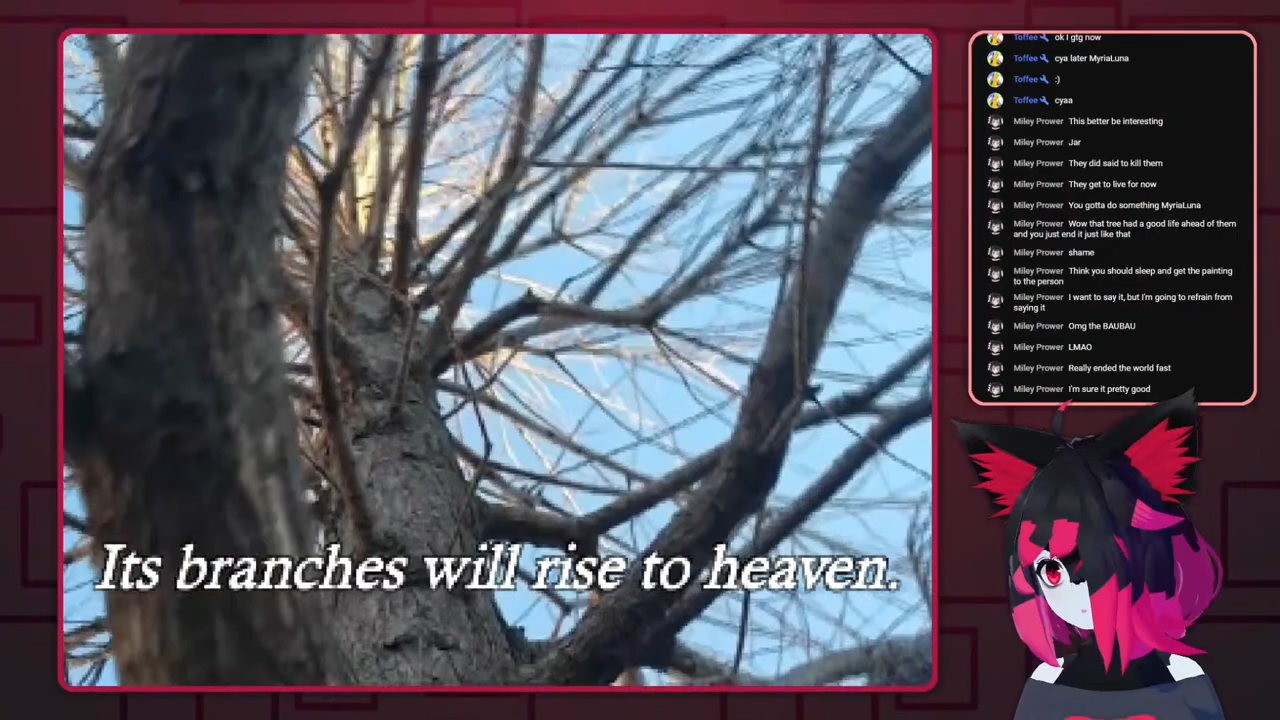 Its branches will rise to heaven.
Toffee ok I gtg now
Toffee cya later MyriaLuna
Toffee :)
Toffee cyaa
Miley Prower This better be interesting
Miley Prower Jar
Miley Prower They did said to kill them
Miley Prower They get to live for now
Miley Prower You gotta do something MyriaLuna
Miley Prower Wow that tree had a good life ahead of them
and you just end it just like that
Miley Prower shame
Miley Prower Think you should sleep and get the painting
to the person
Miley Prower I want to say it, but I'm going to refrain from
saying it
Miley Prower Omg the BAUBAU
Miley Prower LMAO
Miley Prower Really ended the world fast
Miley Prower I'm sure it pretty good